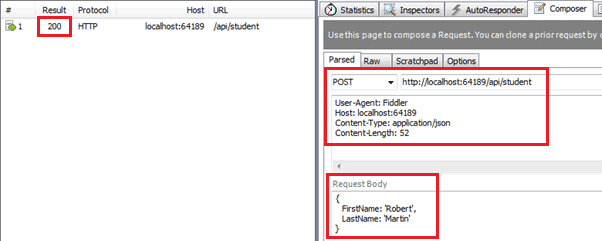 # Result Protocol Host URL
1 200 HTTP localhost:64189 /api/student
Statistics Inspectors AutoResponder Composer
Use this page to compose a Request. You can clone a prior request by
Parsed Raw Scratchpad Options
POST http://localhost:64189/api/student
User-Agent: Fiddler
Host: localhost:64189
Content-Type: application/json
Content-Length: 52
Request Body
{
FirstName: 'Robert',
LastName: 'Martin'
}